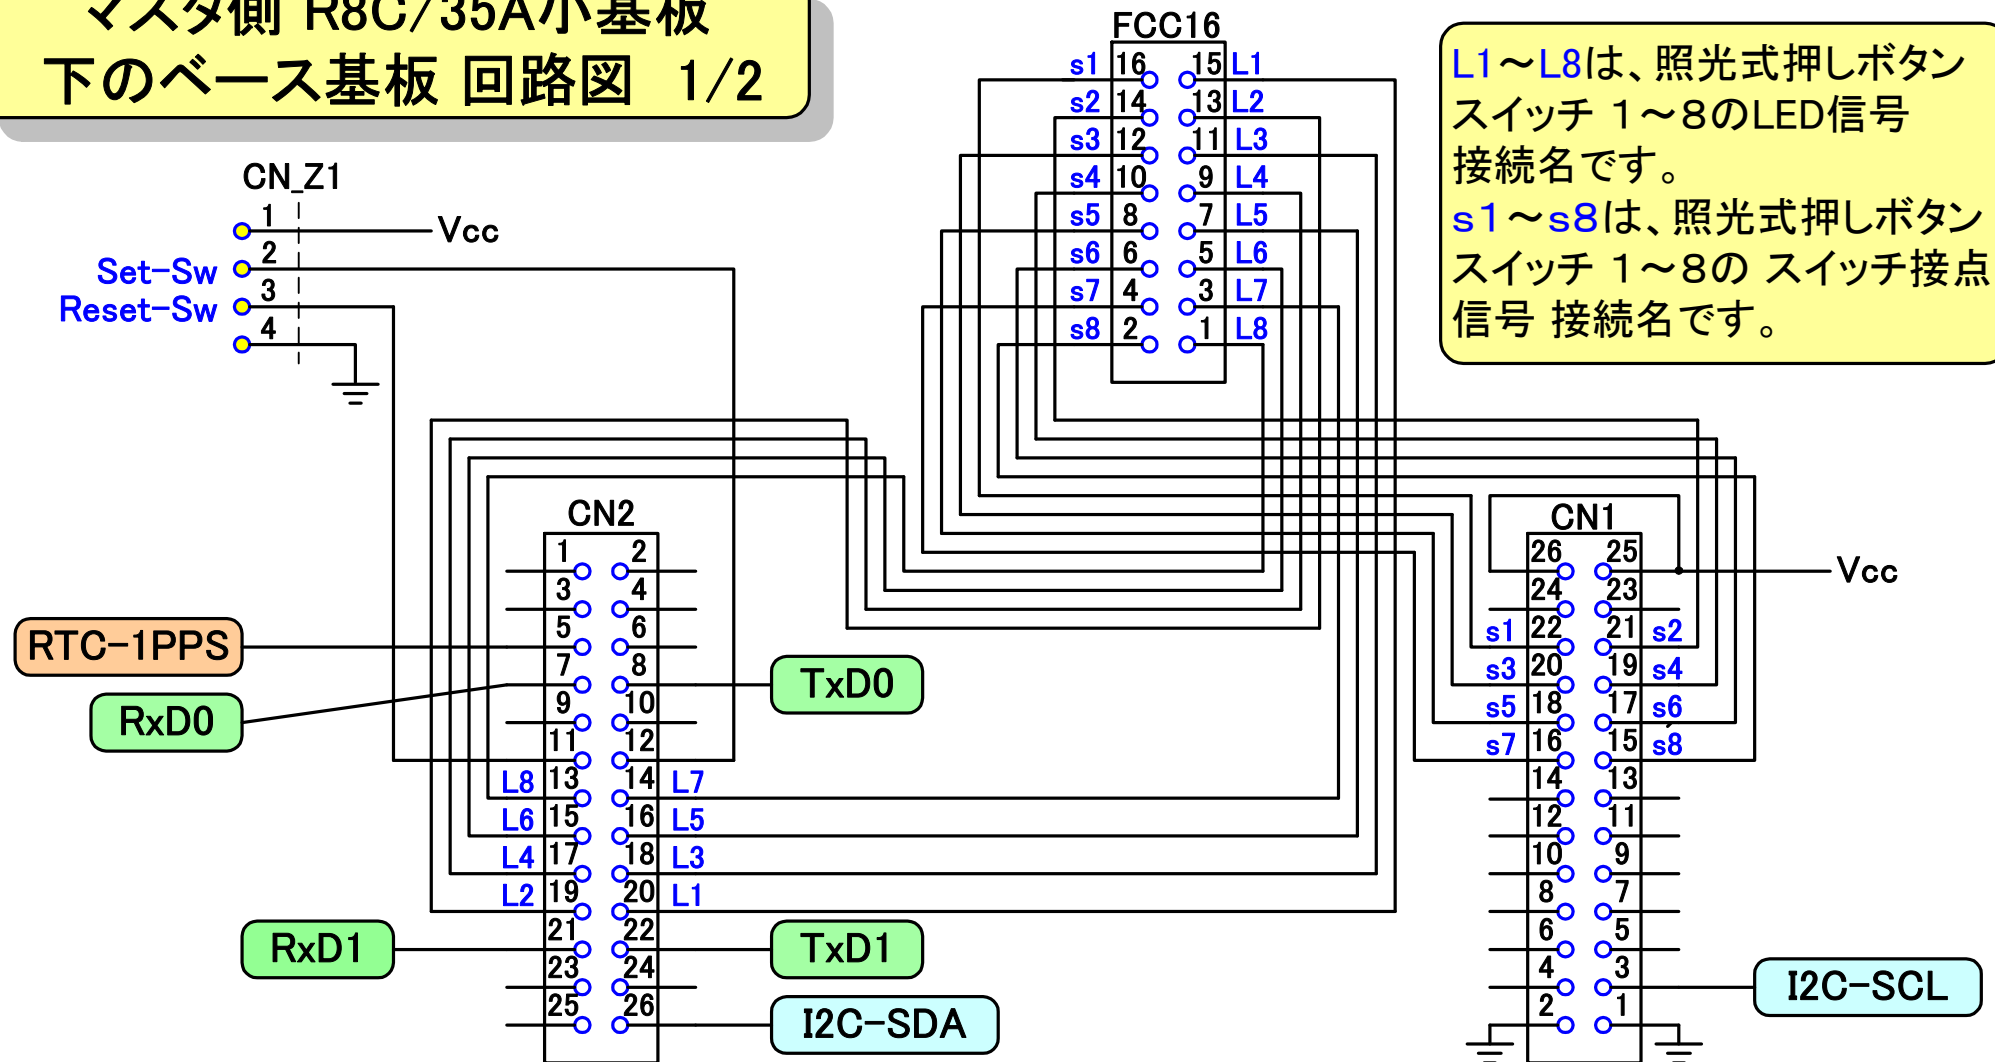 マスタ側 R8C/35A小基板
下のベース基板 回路図 1/2
L1～L8は、照光式押しボタン
スイッチ 1～8のLED信号
接続名です。
s1～s8は、照光式押しボタン
スイッチ 1～8の スイッチ接点
信号 接続名です。
FCC16
s1 16 15 L1
s2 14 13 L2
s3 12 11 L3
s4 10 9 L4
s5 8 7 L5
s6 6 5 L6
s7 4 3 L7
s8 2 1 L8
CN_Z1
1 Vcc
Set-Sw 2
Reset-Sw 3
4
CN2
1 2
3 4
RTC-1PPS 5 6
RxD0 7 8 TxD0
9 10
11 12
L8 13 14 L7
L6 15 16 L5
L4 17 18 L3
L2 19 20 L1
RxD1 21 22 TxD1
23 24
25 26 I2C-SDA
CN1
26 25 Vcc
24 23
s1 22 21 s2
s3 20 19 s4
s5 18 17 s6
s7 16 15 s8
14 13
12 11
10 9
8 7
6 5
4 3 I2C-SCL
2 1